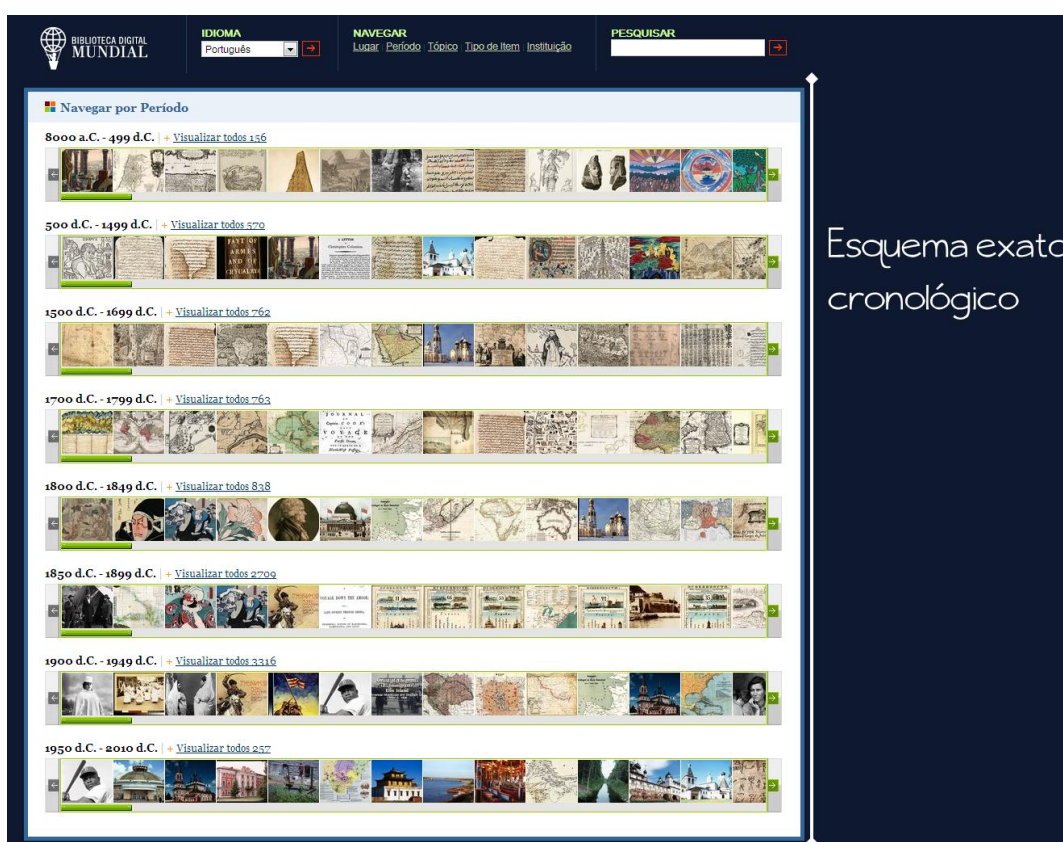 BIBLIOTECA DIGITAL
MUNDIAL
IDIOMA
Português
NAVEGAR
Lugar Período Tópico Tipo de Item Instituição
PESQUISAR
Navegar por Período
8000 a.C. - 499 d.C. | + Visualizar todos 156
500 d.C. - 1499 d.C. | + Visualizar todos 570
1500 d.C. - 1699 d.C. | + Visualizar todos 762
1700 d.C. - 1799 d.C. | + Visualizar todos 763
1800 d.C. - 1849 d.C. | + Visualizar todos 838
1850 d.C. - 1899 d.C. | + Visualizar todos 2709
1900 d.C. - 1949 d.C. | + Visualizar todos 3316
1950 d.C. - 2010 d.C. | + Visualizar todos 257
Esquema exato
cronológico